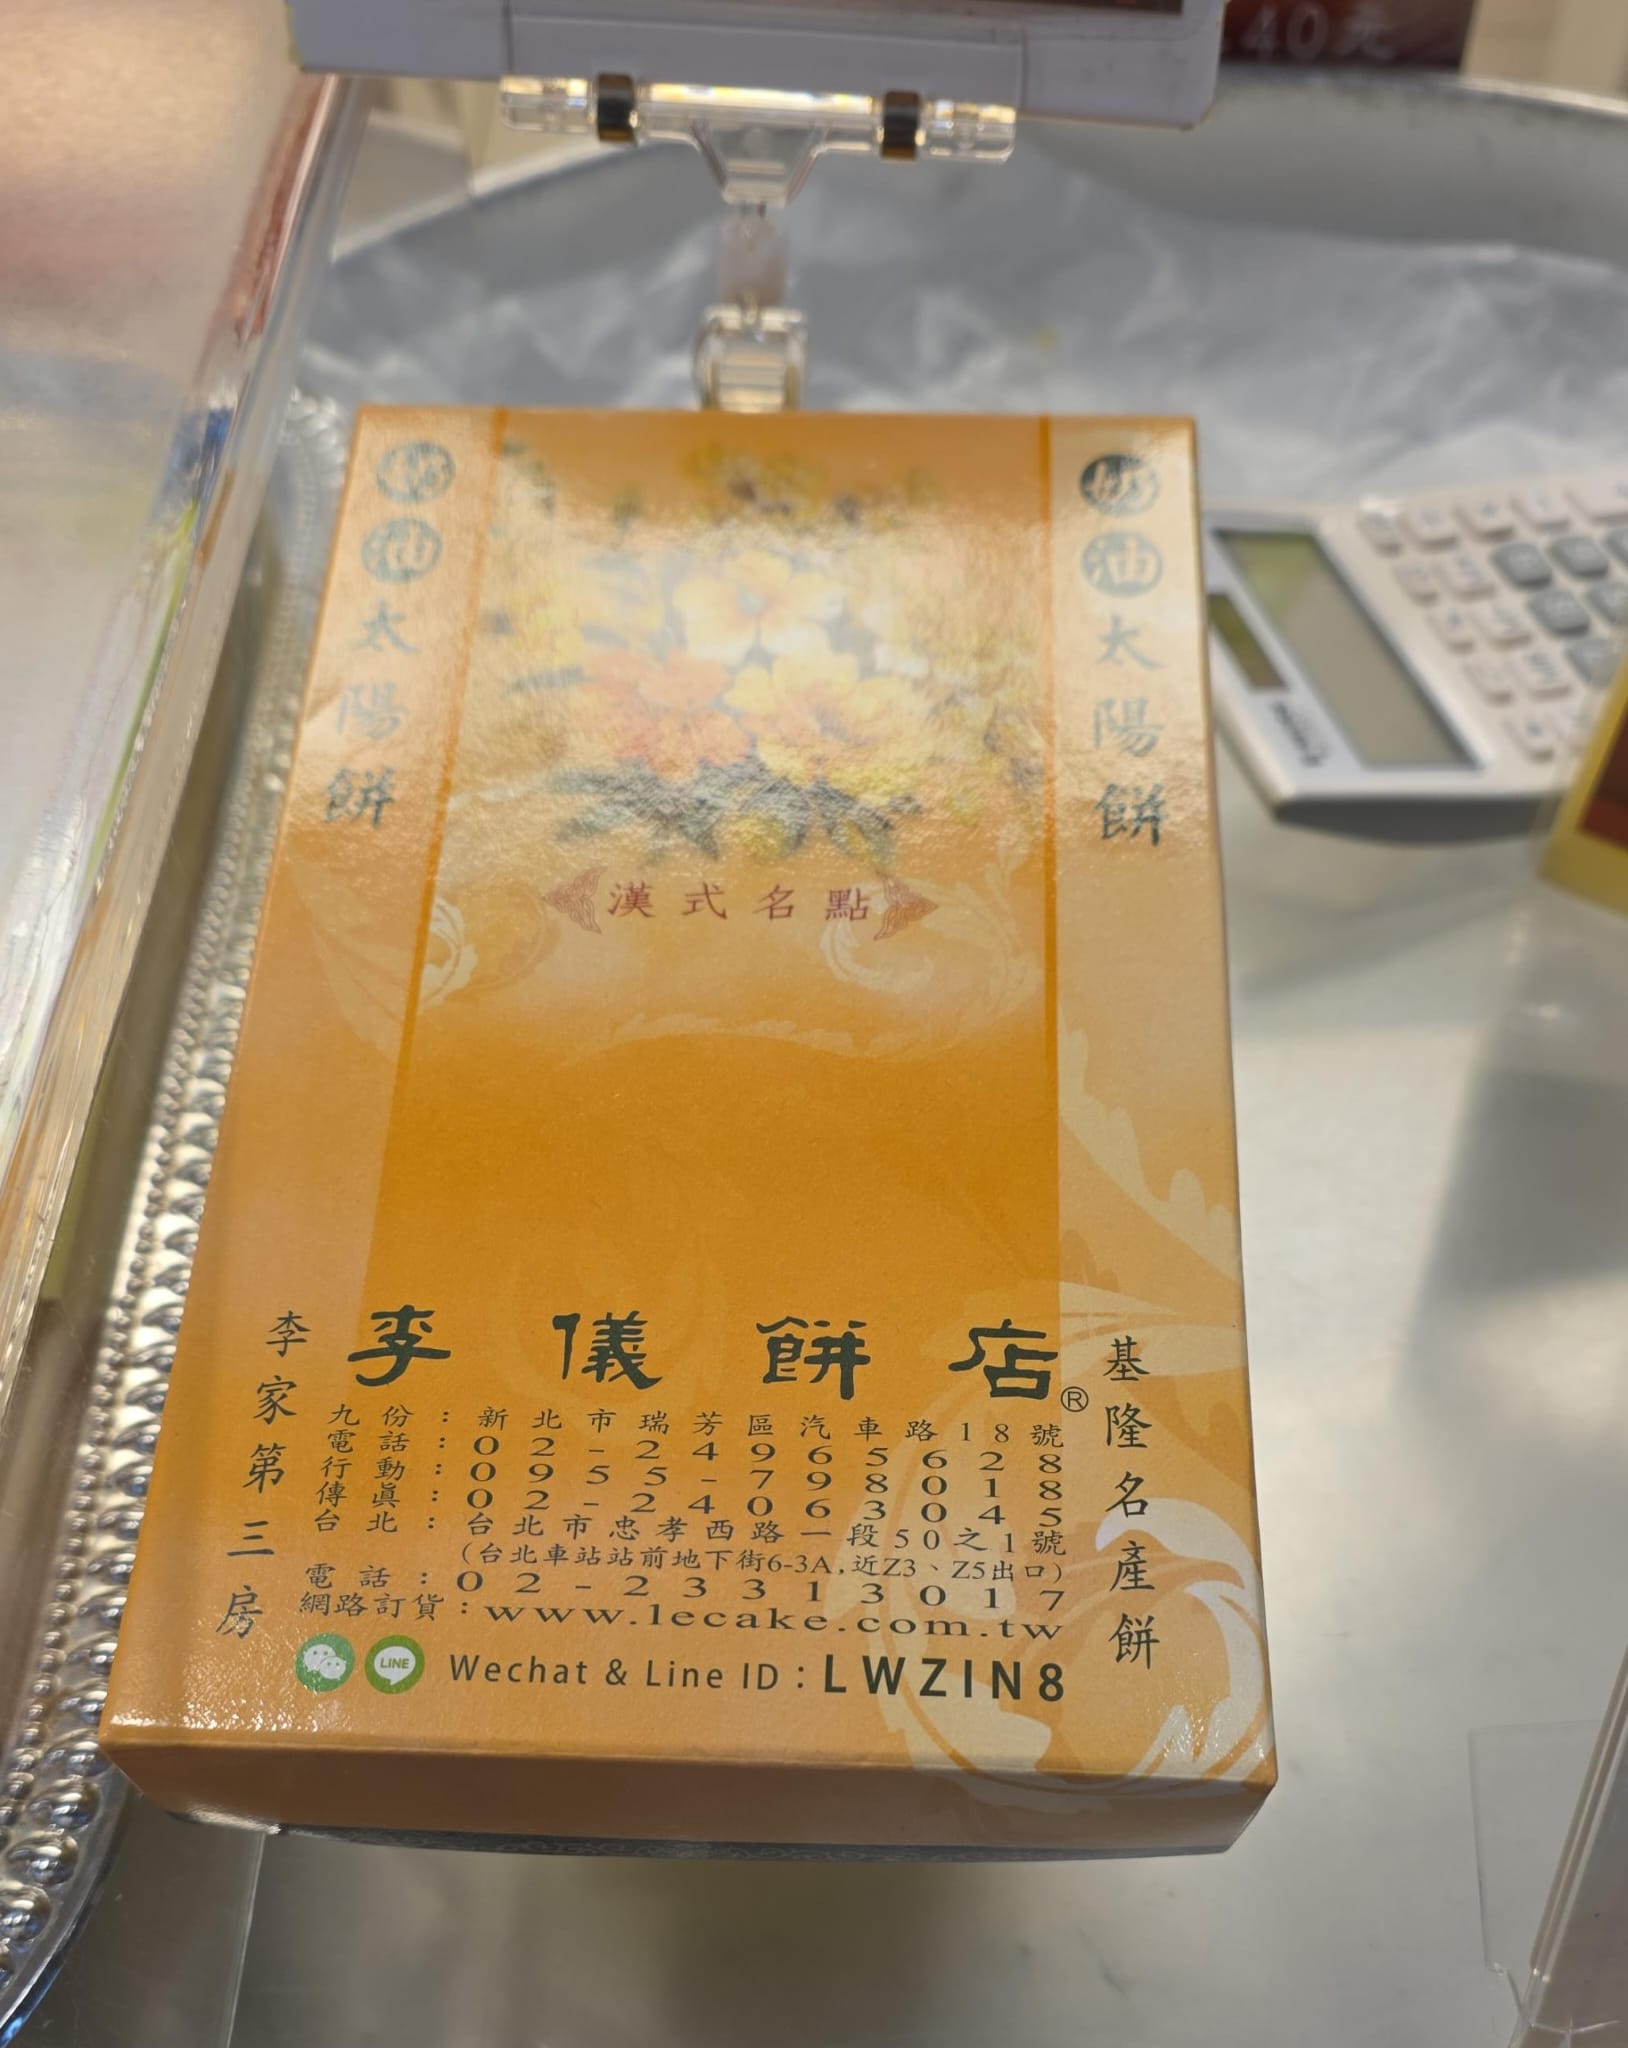 40元
奶油太陽餅
奶油太陽餅
漢式名點
李儀餅店®
李家第三房
基隆名產餅
九份：新北市瑞芳區汽車路18號
電話：02-24965628
行動：0955-798018
傳真：02-24063045
台北：台北市忠孝西路一段50之1號
（台北車站站前地下街6-3A,近Z3、Z5出口）
電話：02-23313017
網路訂貨：www.lecake.com.tw
LINE
Wechat & Line ID：LWZIN8